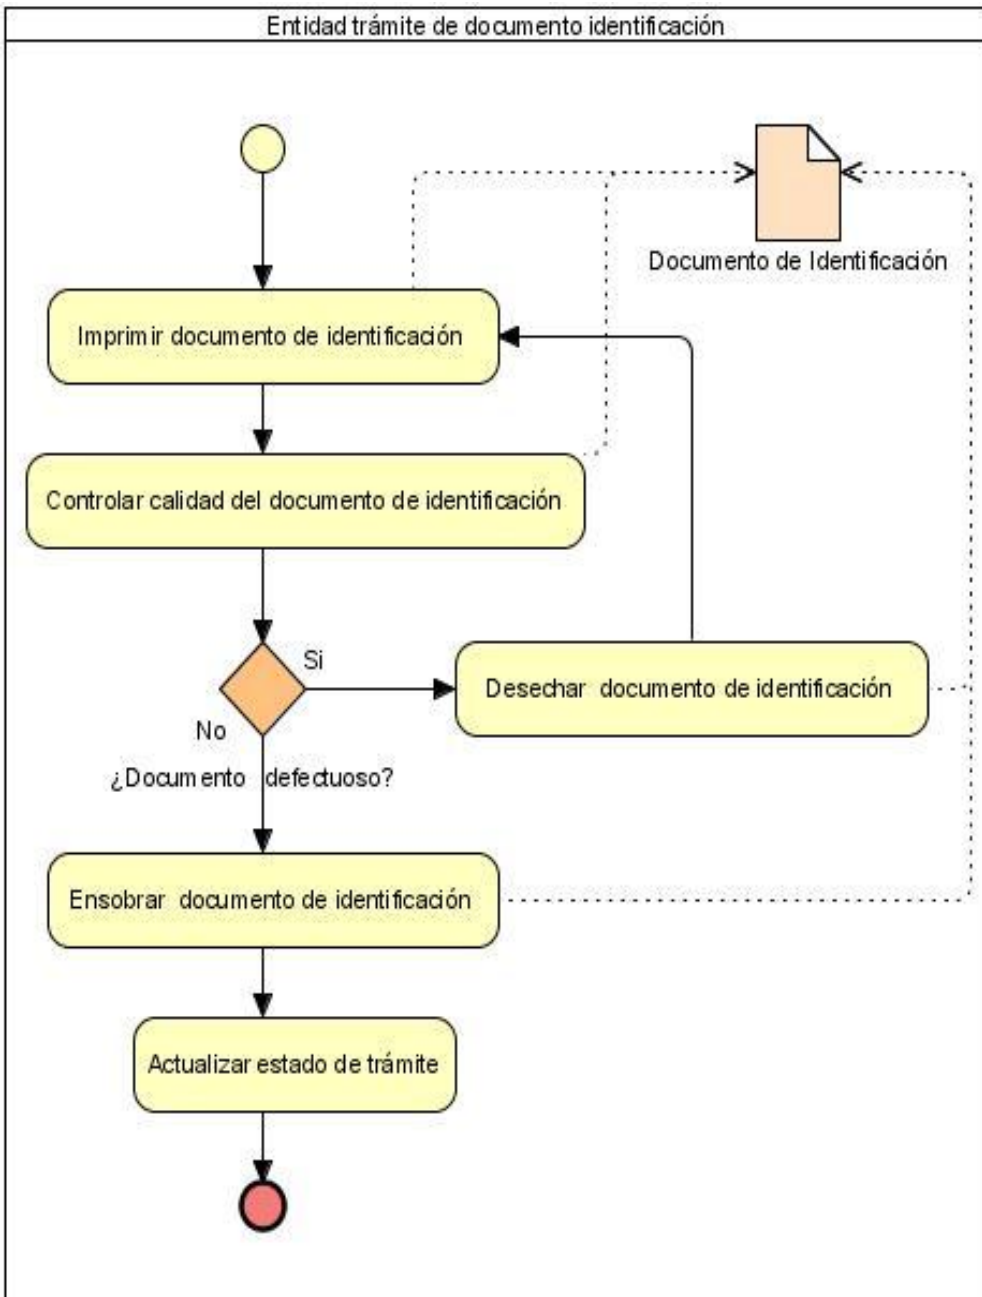 Entidad trámite de documento identificación
Documento de Identificación
Imprimir documento de identificación
Controlar calidad del documento de identificación
Si
Desechar documento de identificación
No
¿Documento defectuoso?
Ensobrar documento de identificación
Actualizar estado de trámite